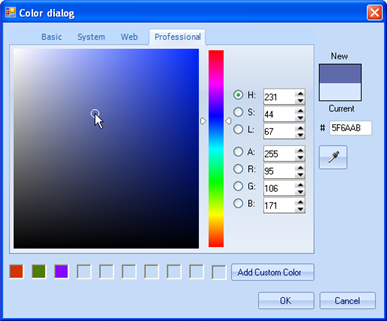 Color dialog
Basic System Web Professional
New
Current
# 5F6AAB
H: 231
S: 44
L: 67
A: 255
R: 95
G: 106
B: 171
Add Custom Color
OK Cancel